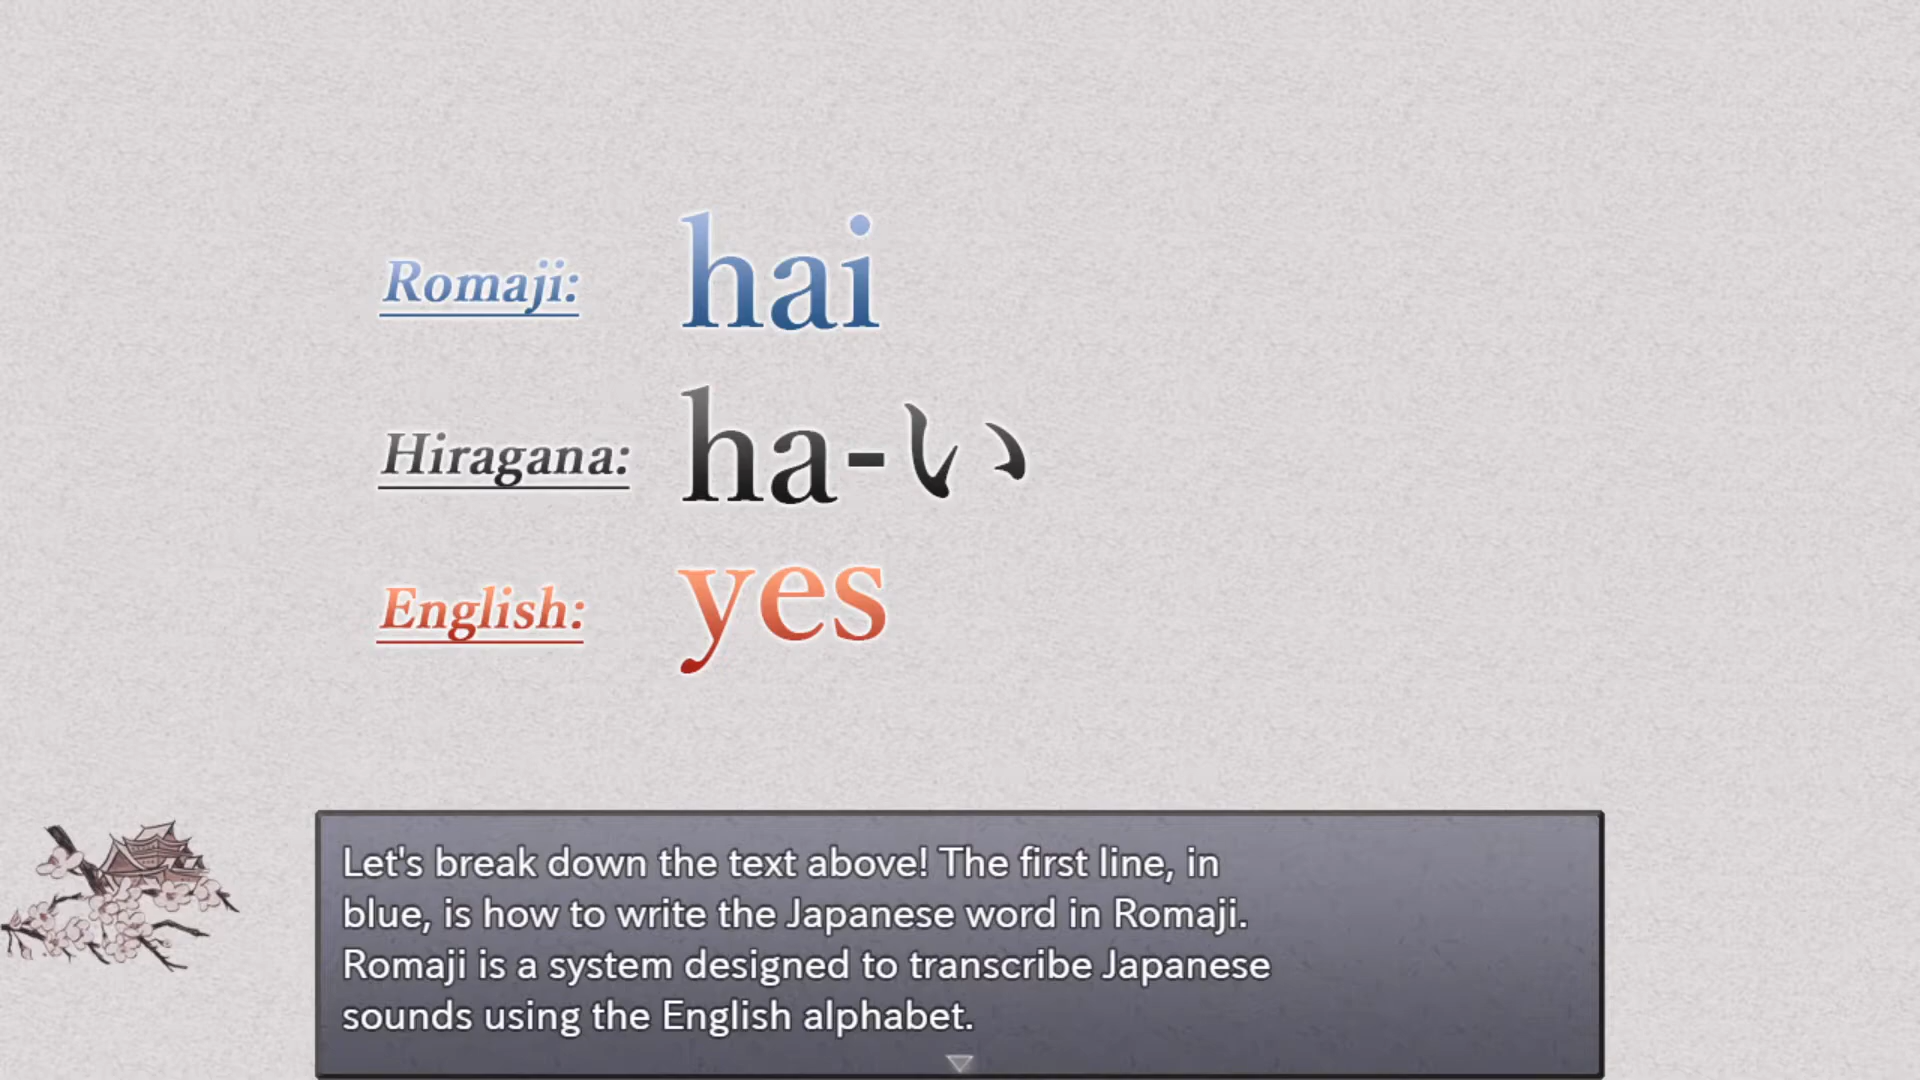 Romaji: hai
Hiragana: ha-い
English: yes
Let's break down the text above! The first line, in
blue, is how to write the Japanese word in Romaji.
Romaji is a system designed to transcribe Japanese
sounds using the English alphabet.